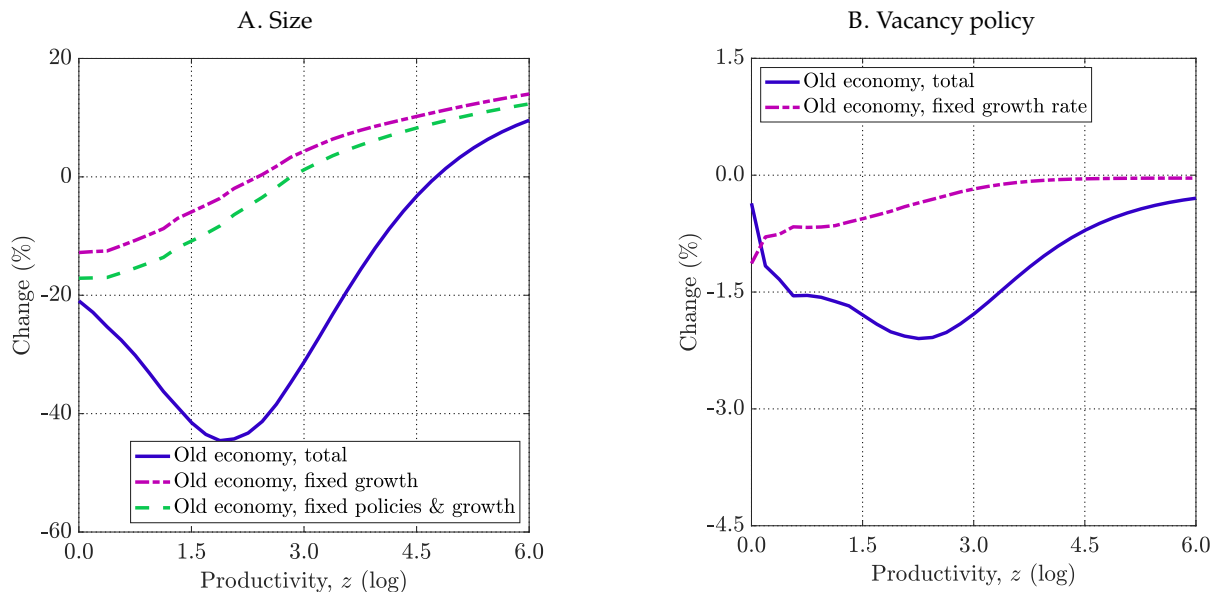 A. Size
20
0
-20
-40
-60
Change (%)
Old economy, total
Old economy, fixed growth
Old economy, fixed policies & growth
0.0 1.5 3.0 4.5 6.0
Productivity, z (log)
B. Vacancy policy
1.5
0.0
-1.5
-3.0
-4.5
Change (%)
Old economy, total
Old economy, fixed growth rate
0.0 1.5 3.0 4.5 6.0
Productivity, z (log)